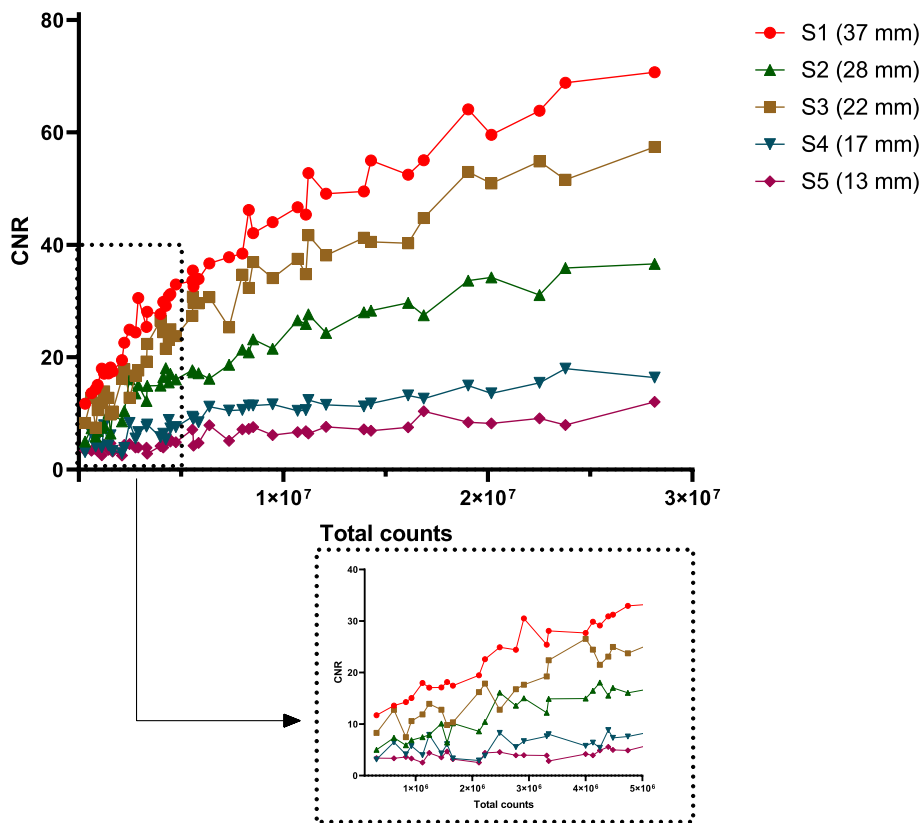 80
60
40
20
0
CNR
1×10⁷
2×10⁷
3×10⁷
Total counts
S1 (37 mm)
S2 (28 mm)
S3 (22 mm)
S4 (17 mm)
S5 (13 mm)
40
30
20
10
0
CNR
1×10⁶
2×10⁶
3×10⁶
4×10⁶
5×10⁶
Total counts